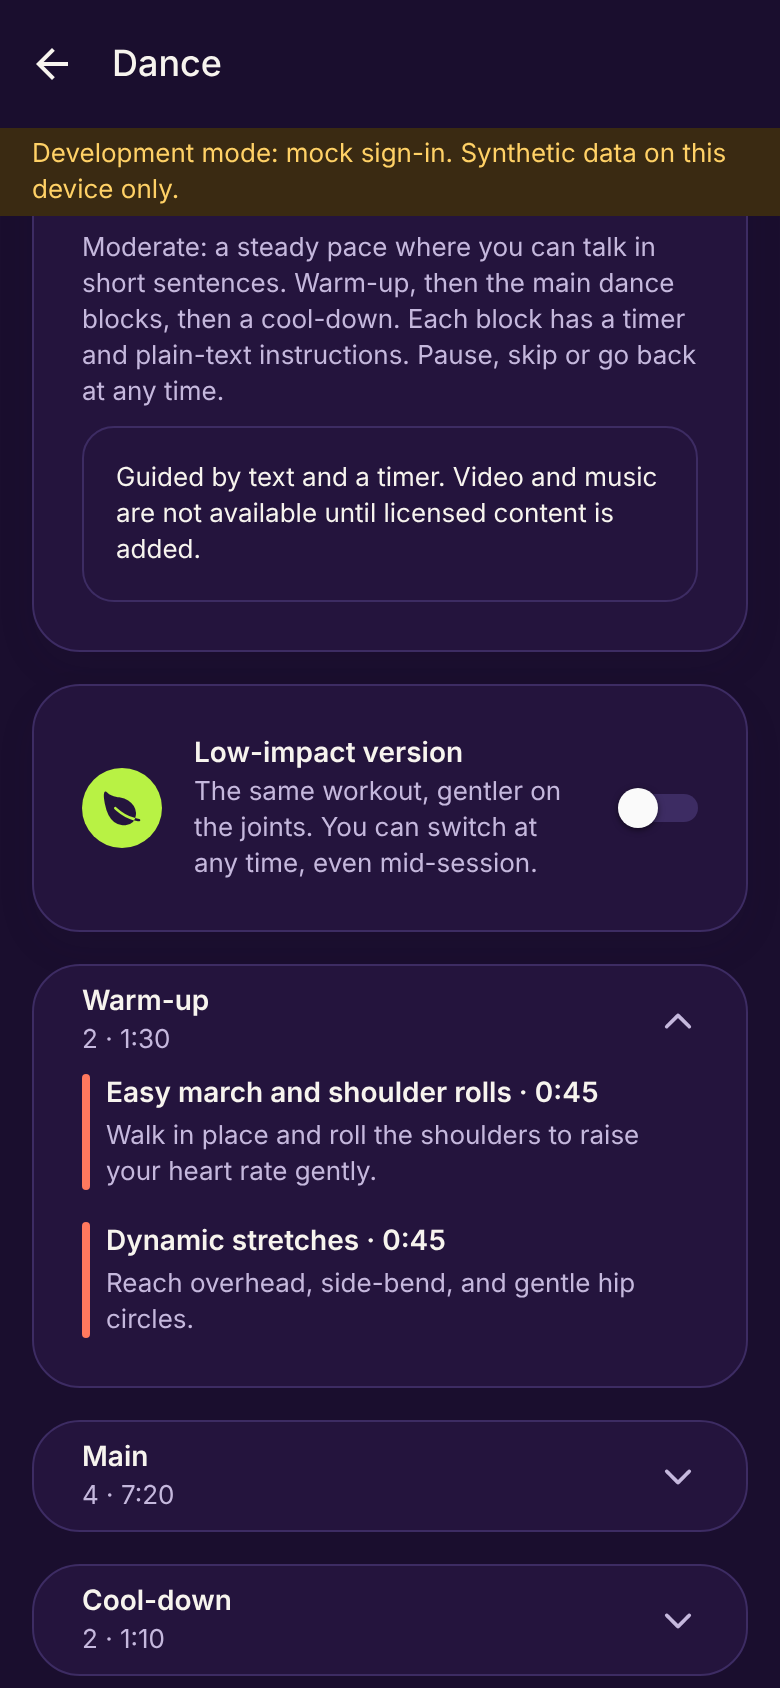 Dance
Development mode: mock sign-in. Synthetic data on this
device only.
Moderate: a steady pace where you can talk in
short sentences. Warm-up, then the main dance
blocks, then a cool-down. Each block has a timer
and plain-text instructions. Pause, skip or go back
at any time.
Guided by text and a timer. Video and music
are not available until licensed content is
added.
Low-impact version
The same workout, gentler on
the joints. You can switch at
any time, even mid-session.
Warm-up
2 · 1:30
Easy march and shoulder rolls · 0:45
Walk in place and roll the shoulders to raise
your heart rate gently.
Dynamic stretches · 0:45
Reach overhead, side-bend, and gentle hip
circles.
Main
4 · 7:20
Cool-down
2 · 1:10